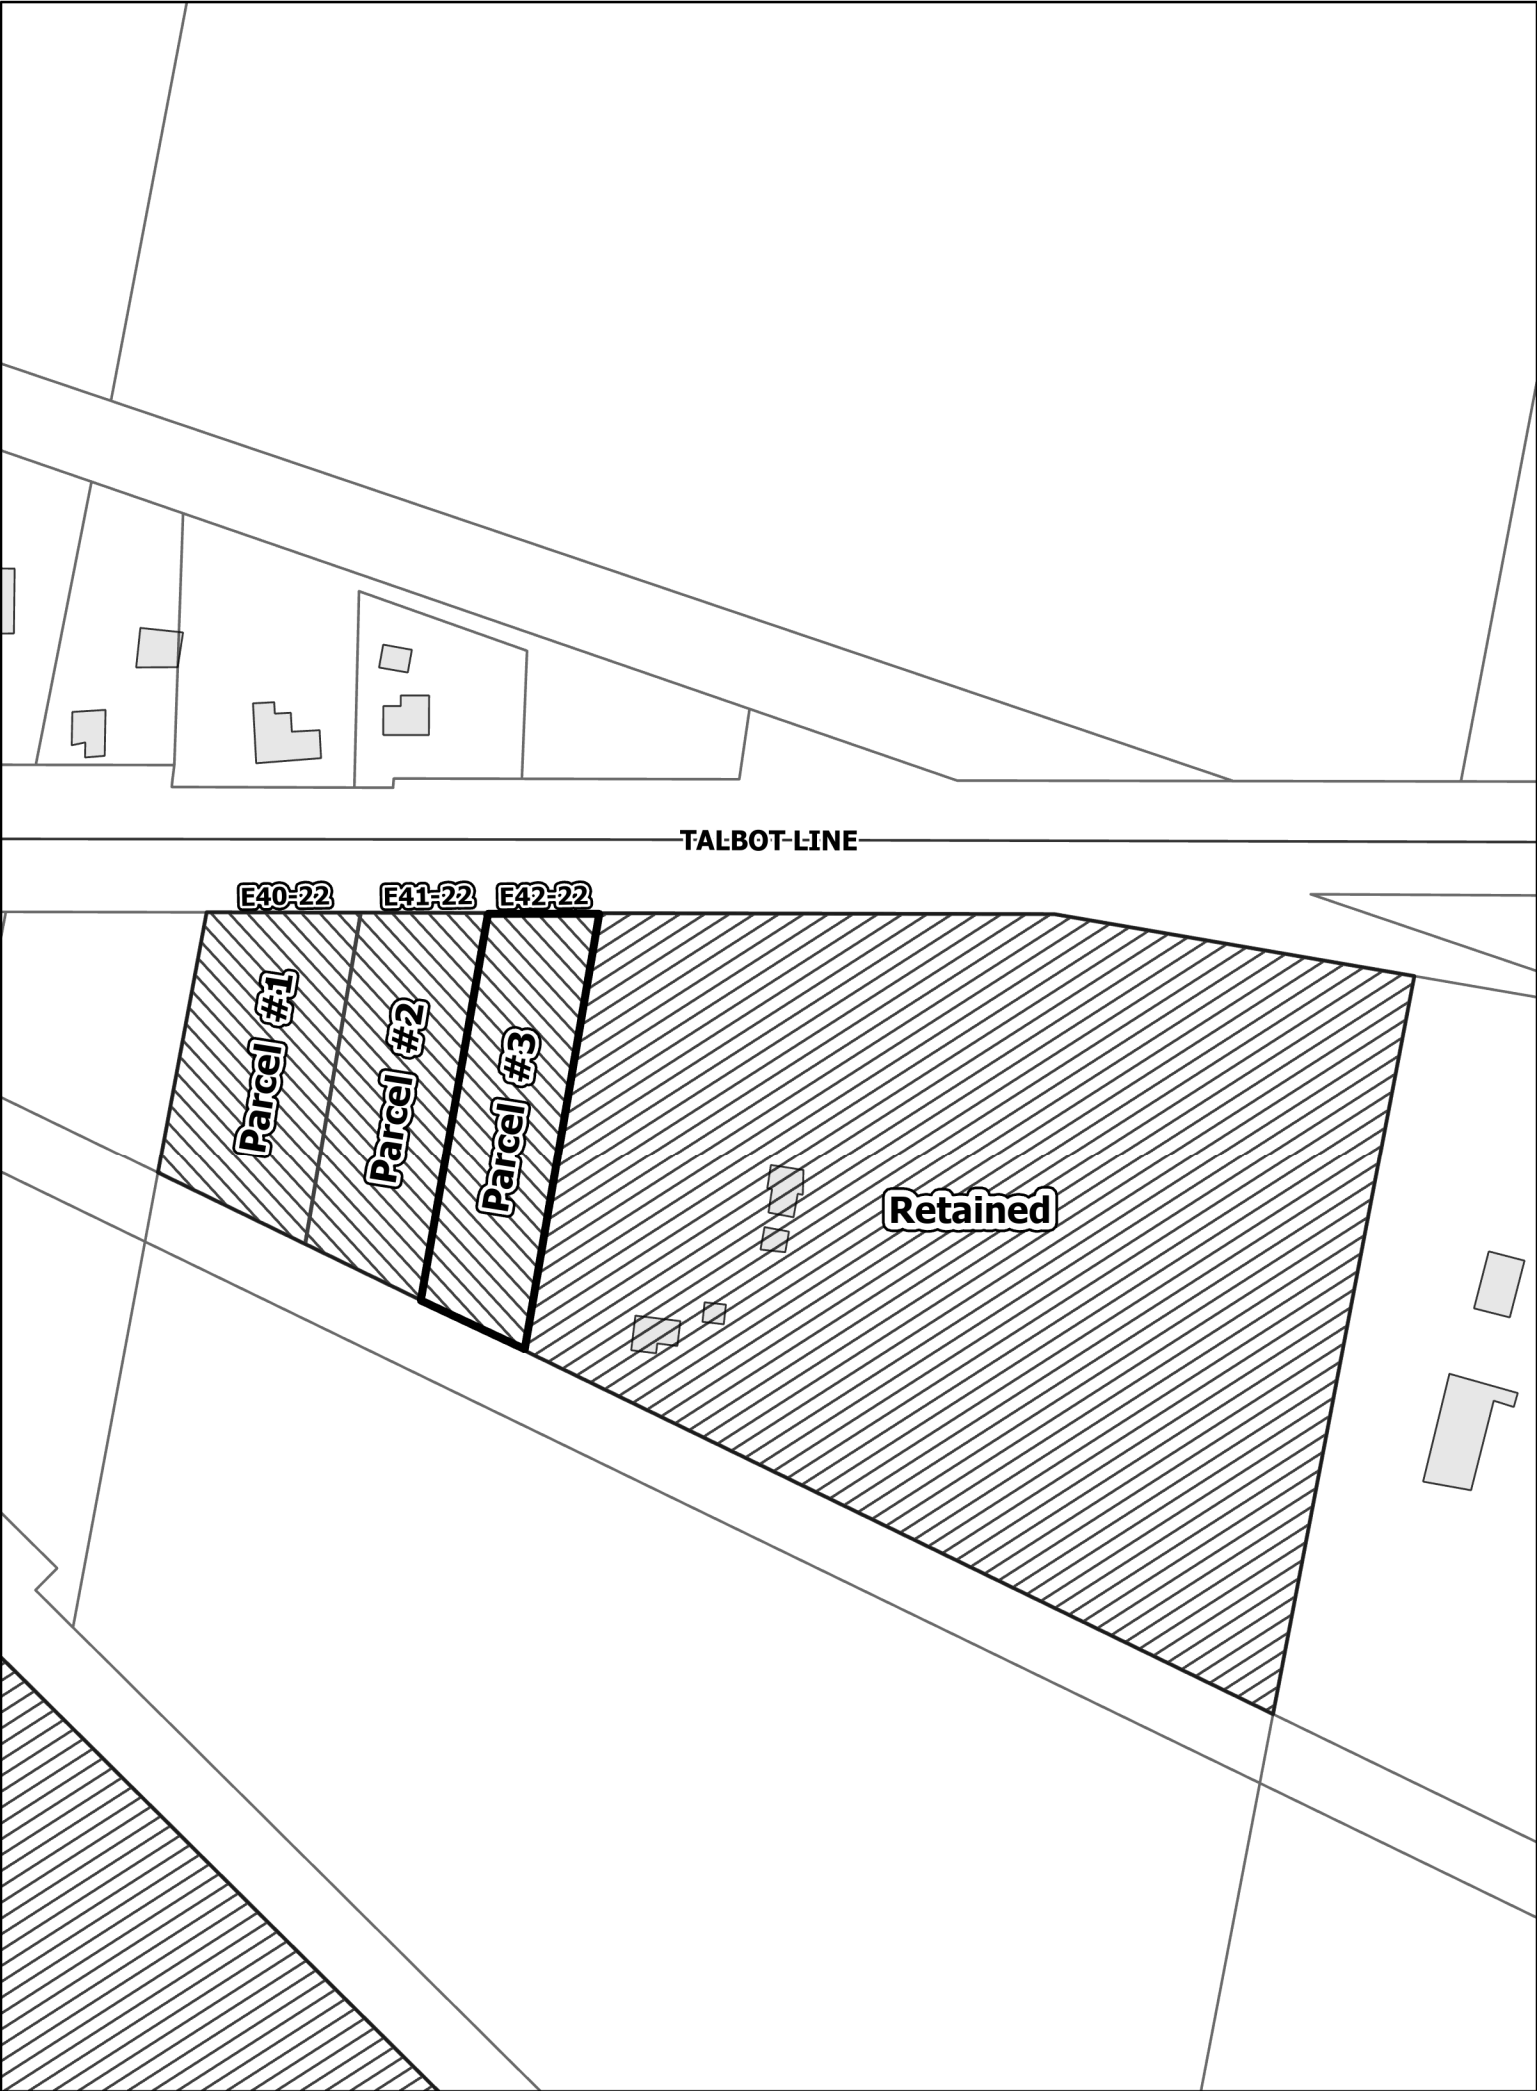 TALBOT LINE
E40-22
E41-22
E42-22
Parcel #1
Parcel #2
Parcel #3
Retained